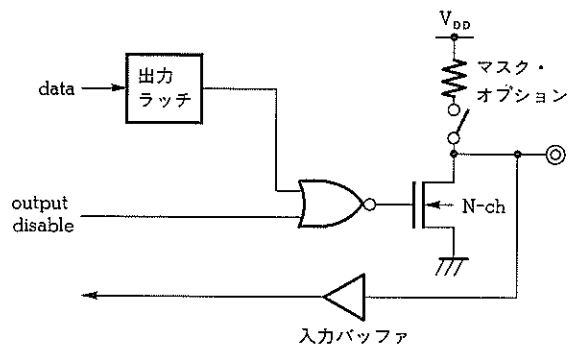 V_DD
マスク・
オプション
出力
ラッチ
data
output
disable
N-ch
入力バッファ